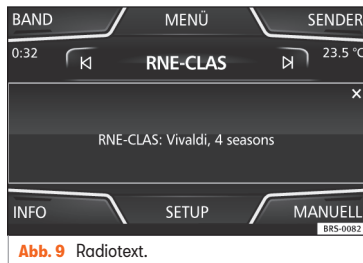 BAND MENÜ SENDER
0:32 RNE-CLAS 23.5 °C
RNE-CLAS: Vivaldi, 4 seasons
INFO SETUP MANUELL
BRS-0082
Abb. 9 Radiotext.